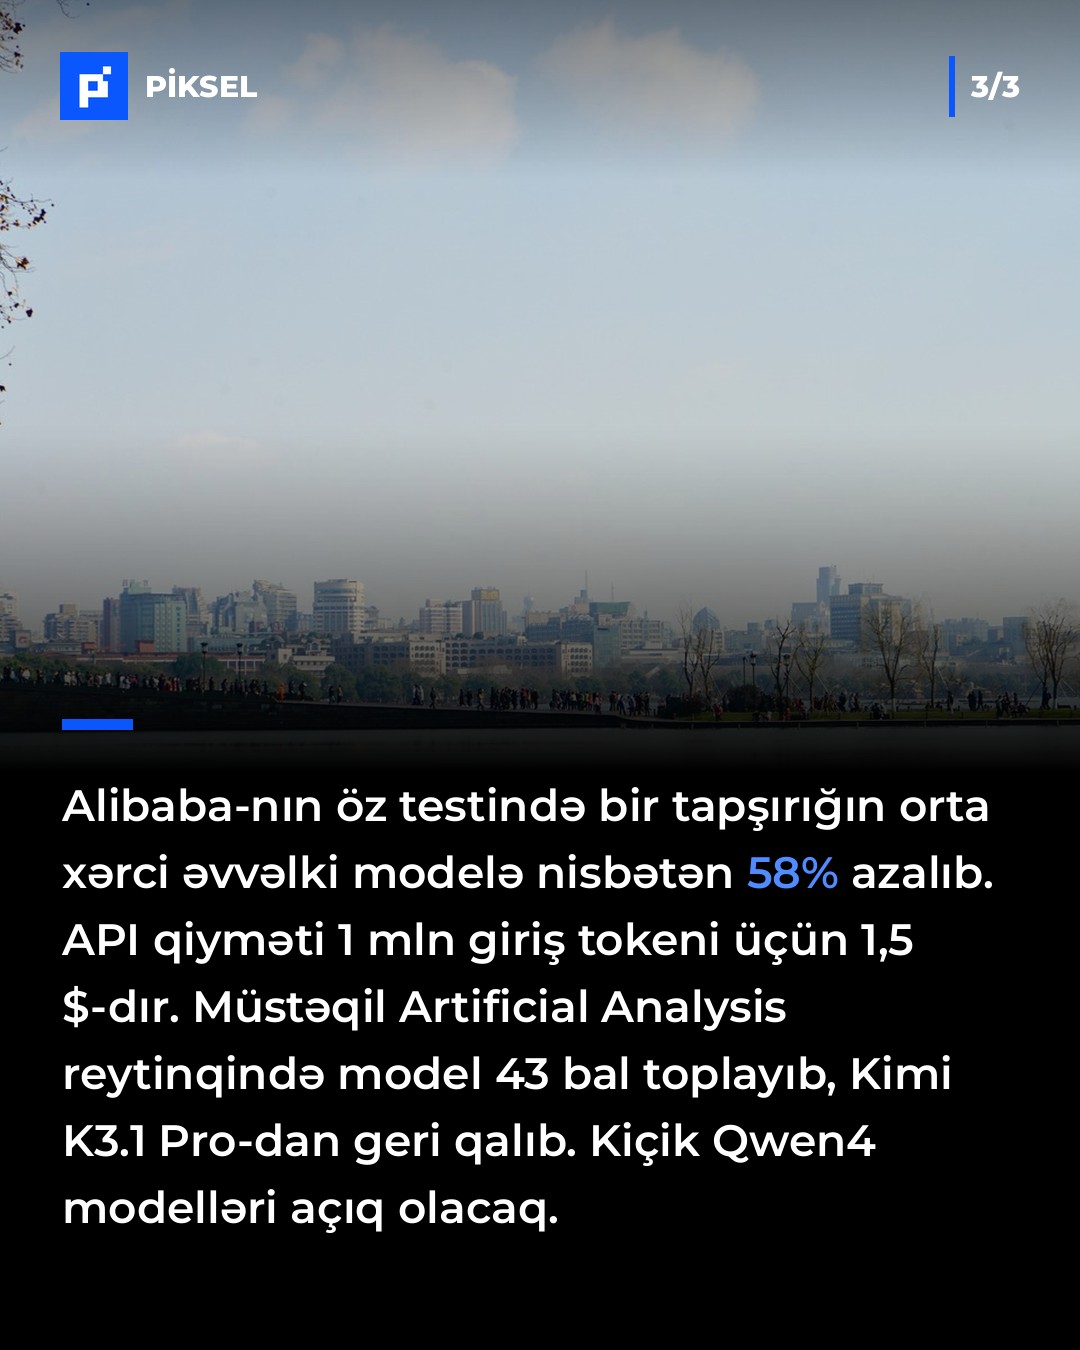 PİKSEL
3/3
Alibaba-nın öz testində bir tapşırığın orta
xərci əvvəlki modelə nisbətən 58% azalıb.
API qiyməti 1 mln giriş tokeni üçün 1,5
$-dır. Müstəqil Artificial Analysis
reytinqində model 43 bal toplayıb, Kimi
K3.1 Pro-dan geri qalıb. Kiçik Qwen4
modelləri açıq olacaq.